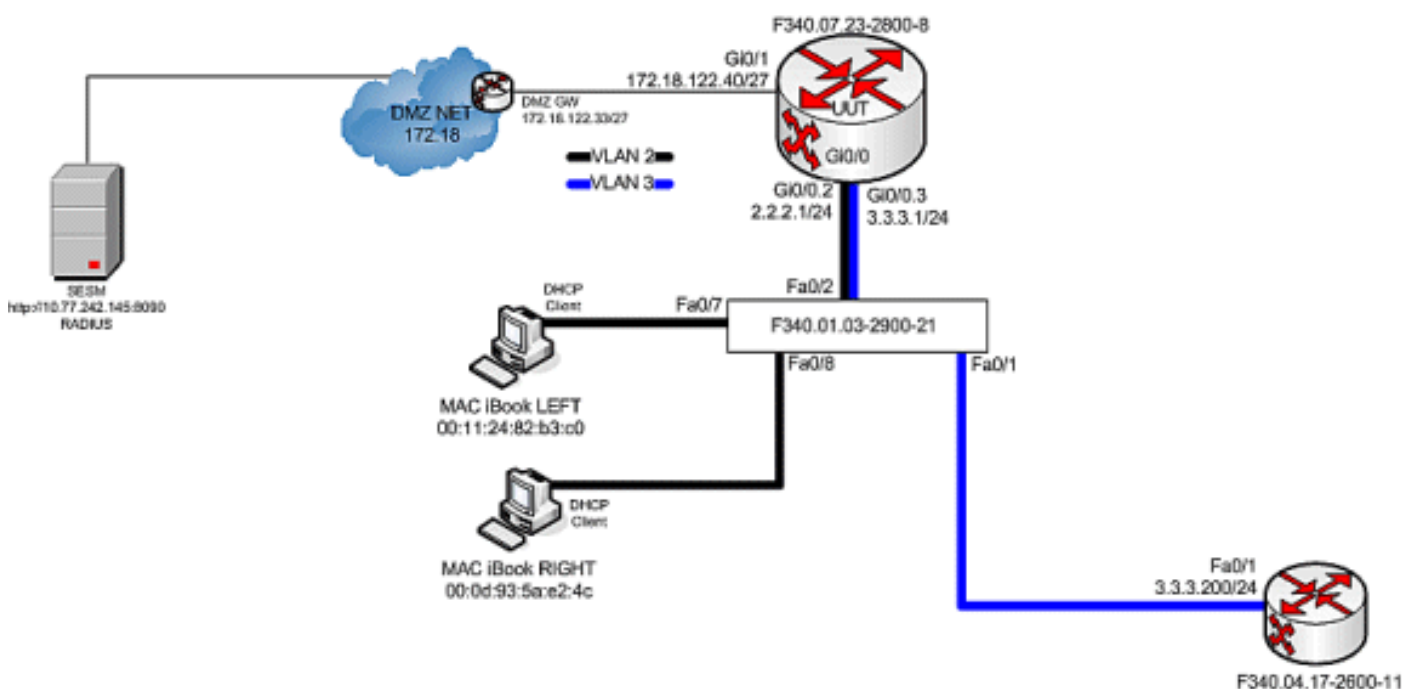 F340.07.23-2800-8
Gi0/1
172.18.122.40/27
DMZ GW
172.18.122.33/27
DMZ NET
172.18
UUT
Gi0/0
VLAN 2
VLAN 3
Gi0/0.2
2.2.2.1/24
Gi0/0.3
3.3.3.1/24
SESM
http://10.77.242.145:8090
RADIUS
DHCP
Client
Fa0/7
Fa0/2
F340.01.03-2900-21
Fa0/8
Fa0/1
MAC iBook LEFT
00:11:24:82:b3:c0
DHCP
Client
MAC iBook RIGHT
00:0d:93:5a:e2:4c
Fa0/1
3.3.3.200/24
F340.04.17-2600-11